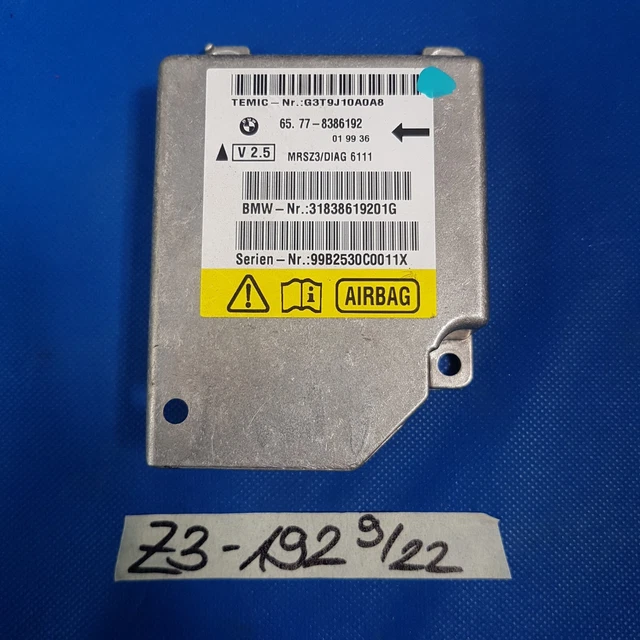 TEMIC-Nr.:G3T9J10A0A8
65. 77-8386192
01 99 36
V 2.5 MRSZ3/DIAG 6111
BMW-Nr.:31838619201G
Serien-Nr.:99B2530C0011X
AIRBAG
Z3-192 9/22